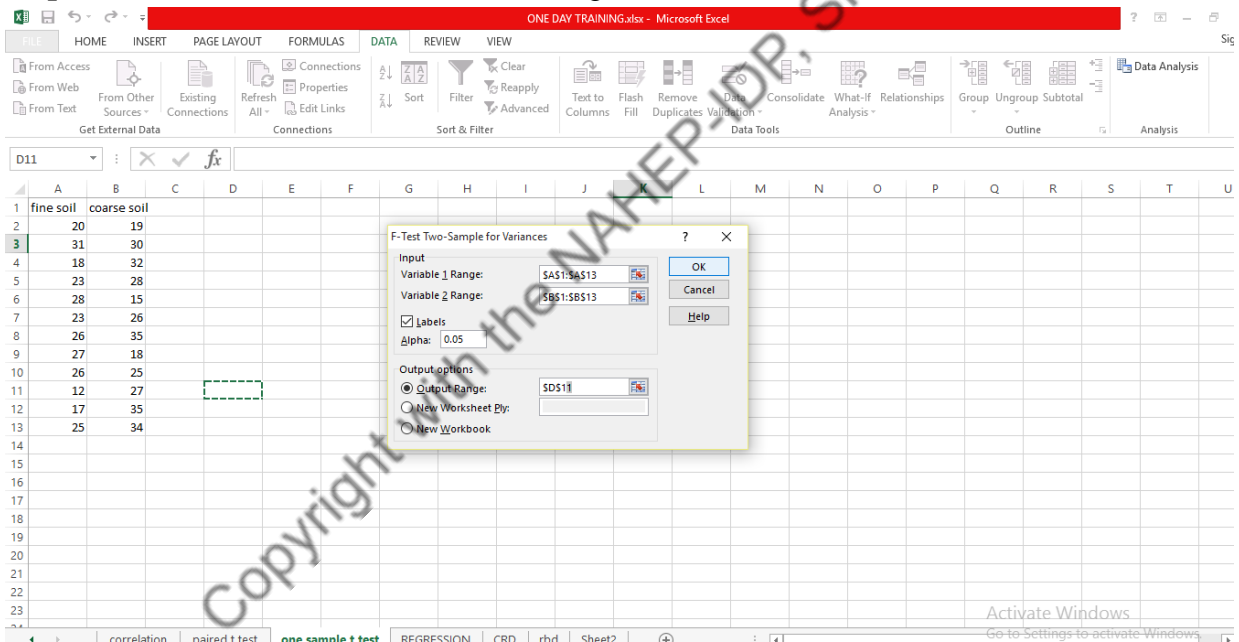 ONE DAY TRAINING.xlsx - Microsoft Excel
FILE HOME INSERT PAGE LAYOUT FORMULAS DATA REVIEW VIEW Sig
From Access
From Web
From Text
From Other Sources
Existing Connections
Refresh All
Connections
Properties
Edit Links
Sort
Filter
Clear
Reapply
Advanced
Text to Columns
Flash Fill
Remove Duplicates
Data Validation
Consolidate
What-If Analysis
Relationships
Group
Ungroup
Subtotal
Data Analysis
Get External Data Connections Sort & Filter Data Tools Outline Analysis
D11 fx
A B C D E F G H I J K L M N O P Q R S T U
1 fine soil coarse soil
2 20 19
3 31 30
4 18 32
5 23 28
6 28 15
7 23 26
8 26 35
9 27 18
10 26 25
11 12 27
12 17 35
13 25 34
14
15
16
17
18
19
20
21
22
23
F-Test Two-Sample for Variances ? X
Input
Variable 1 Range: $A$1:$A$13
Variable 2 Range: $B$1:$B$13
Labels
Alpha: 0.05
Output options
Output Range: $D$11
New Worksheet Ply:
New Workbook
OK
Cancel
Help
Copyright with the NAHEP-IDP,
Activate Windows
Go to Settings to activate Windows.
correlation paired t test one sample t test REGRESSION CRD rbd Sheet2